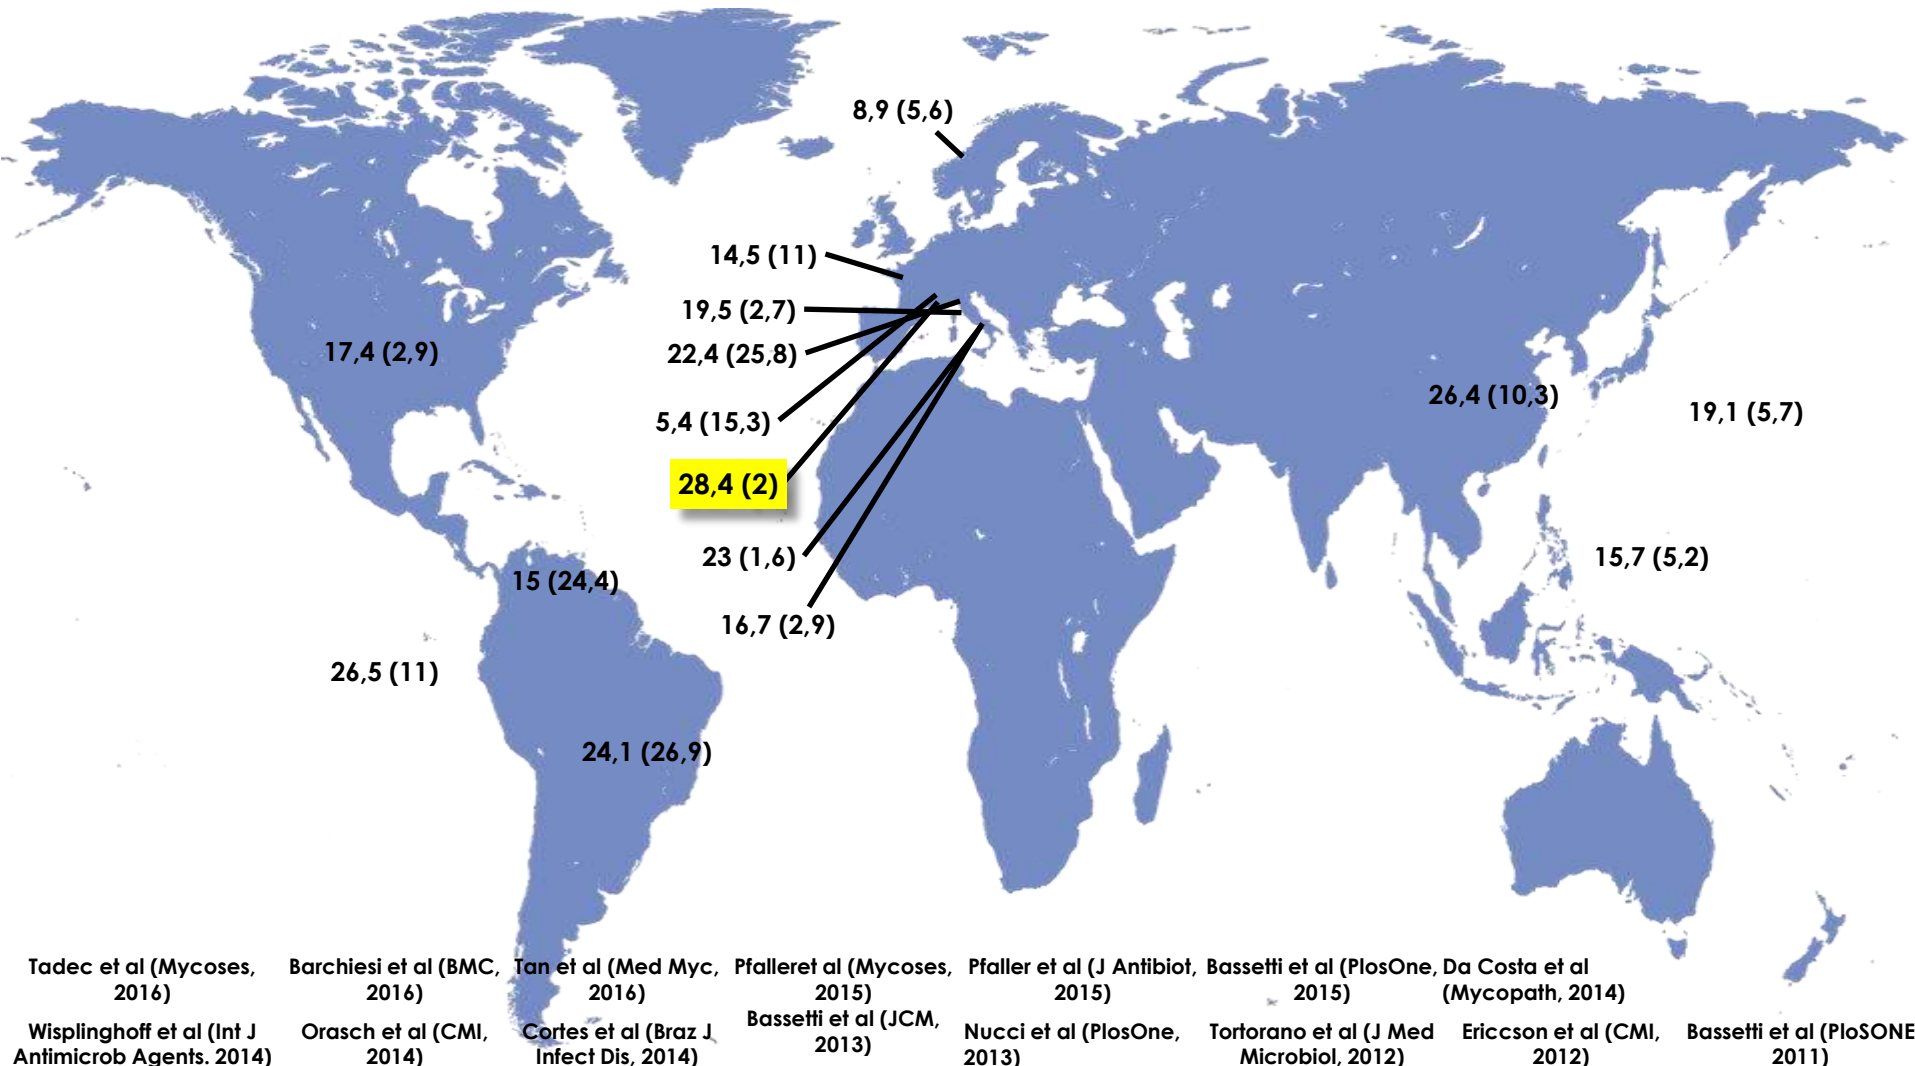 8,9 (5,6)
14,5 (11)
19,5 (2,7)
17,4 (2,9)
22,4 (25,8)
26,4 (10,3)
19,1 (5,7)
5,4 (15,3)
28,4 (2)
23 (1,6)
15,7 (5,2)
15 (24,4)
16,7 (2,9)
26,5 (11)
24,1 (26,9)
Tadec et al (Mycoses,
2016)
Barchiesi et al (BMC,
2016)
Tan et al (Med Myc,
2016)
Pfalleret al (Mycoses,
2015)
Pfaller et al (J Antibiot,
2015)
Bassetti et al (PlosOne,
2015)
Da Costa et al
(Mycopath, 2014)
Wisplinghoff et al (Int J
Antimicrob Agents. 2014)
Orasch et al (CMI,
2014)
Cortes et al (Braz J
Infect Dis, 2014)
Bassetti et al (JCM,
2013)
Nucci et al (PlosOne,
2013)
Tortorano et al (J Med
Microbiol, 2012)
Ericcson et al (CMI,
2012)
Bassetti et al (PloSONE
2011)